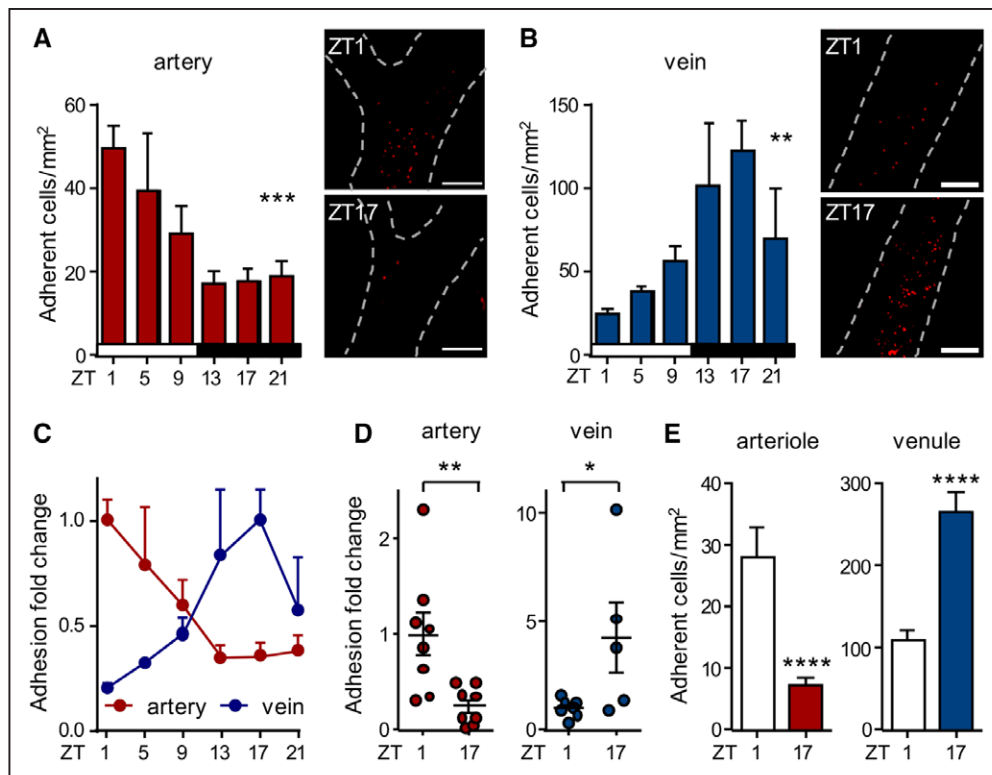 A
artery
Adherent cells/mm²
60
40
20
0
***
ZT 1 5 9 13 17 21
ZT1
ZT17
B
vein
Adherent cells/mm²
150
100
50
0
**
ZT 1 5 9 13 17 21
ZT1
ZT17
C
Adhesion fold change
1.0
0.5
0.0
artery vein
ZT 1 5 9 13 17 21
D
artery
Adhesion fold change
2
1
0
**
ZT 1 17
vein
10
5
0
*
1 17
E
arteriole
Adherent cells/mm²
40
30
20
10
0
****
ZT 1 17
venule
300
200
100
0
****
ZT 1 17